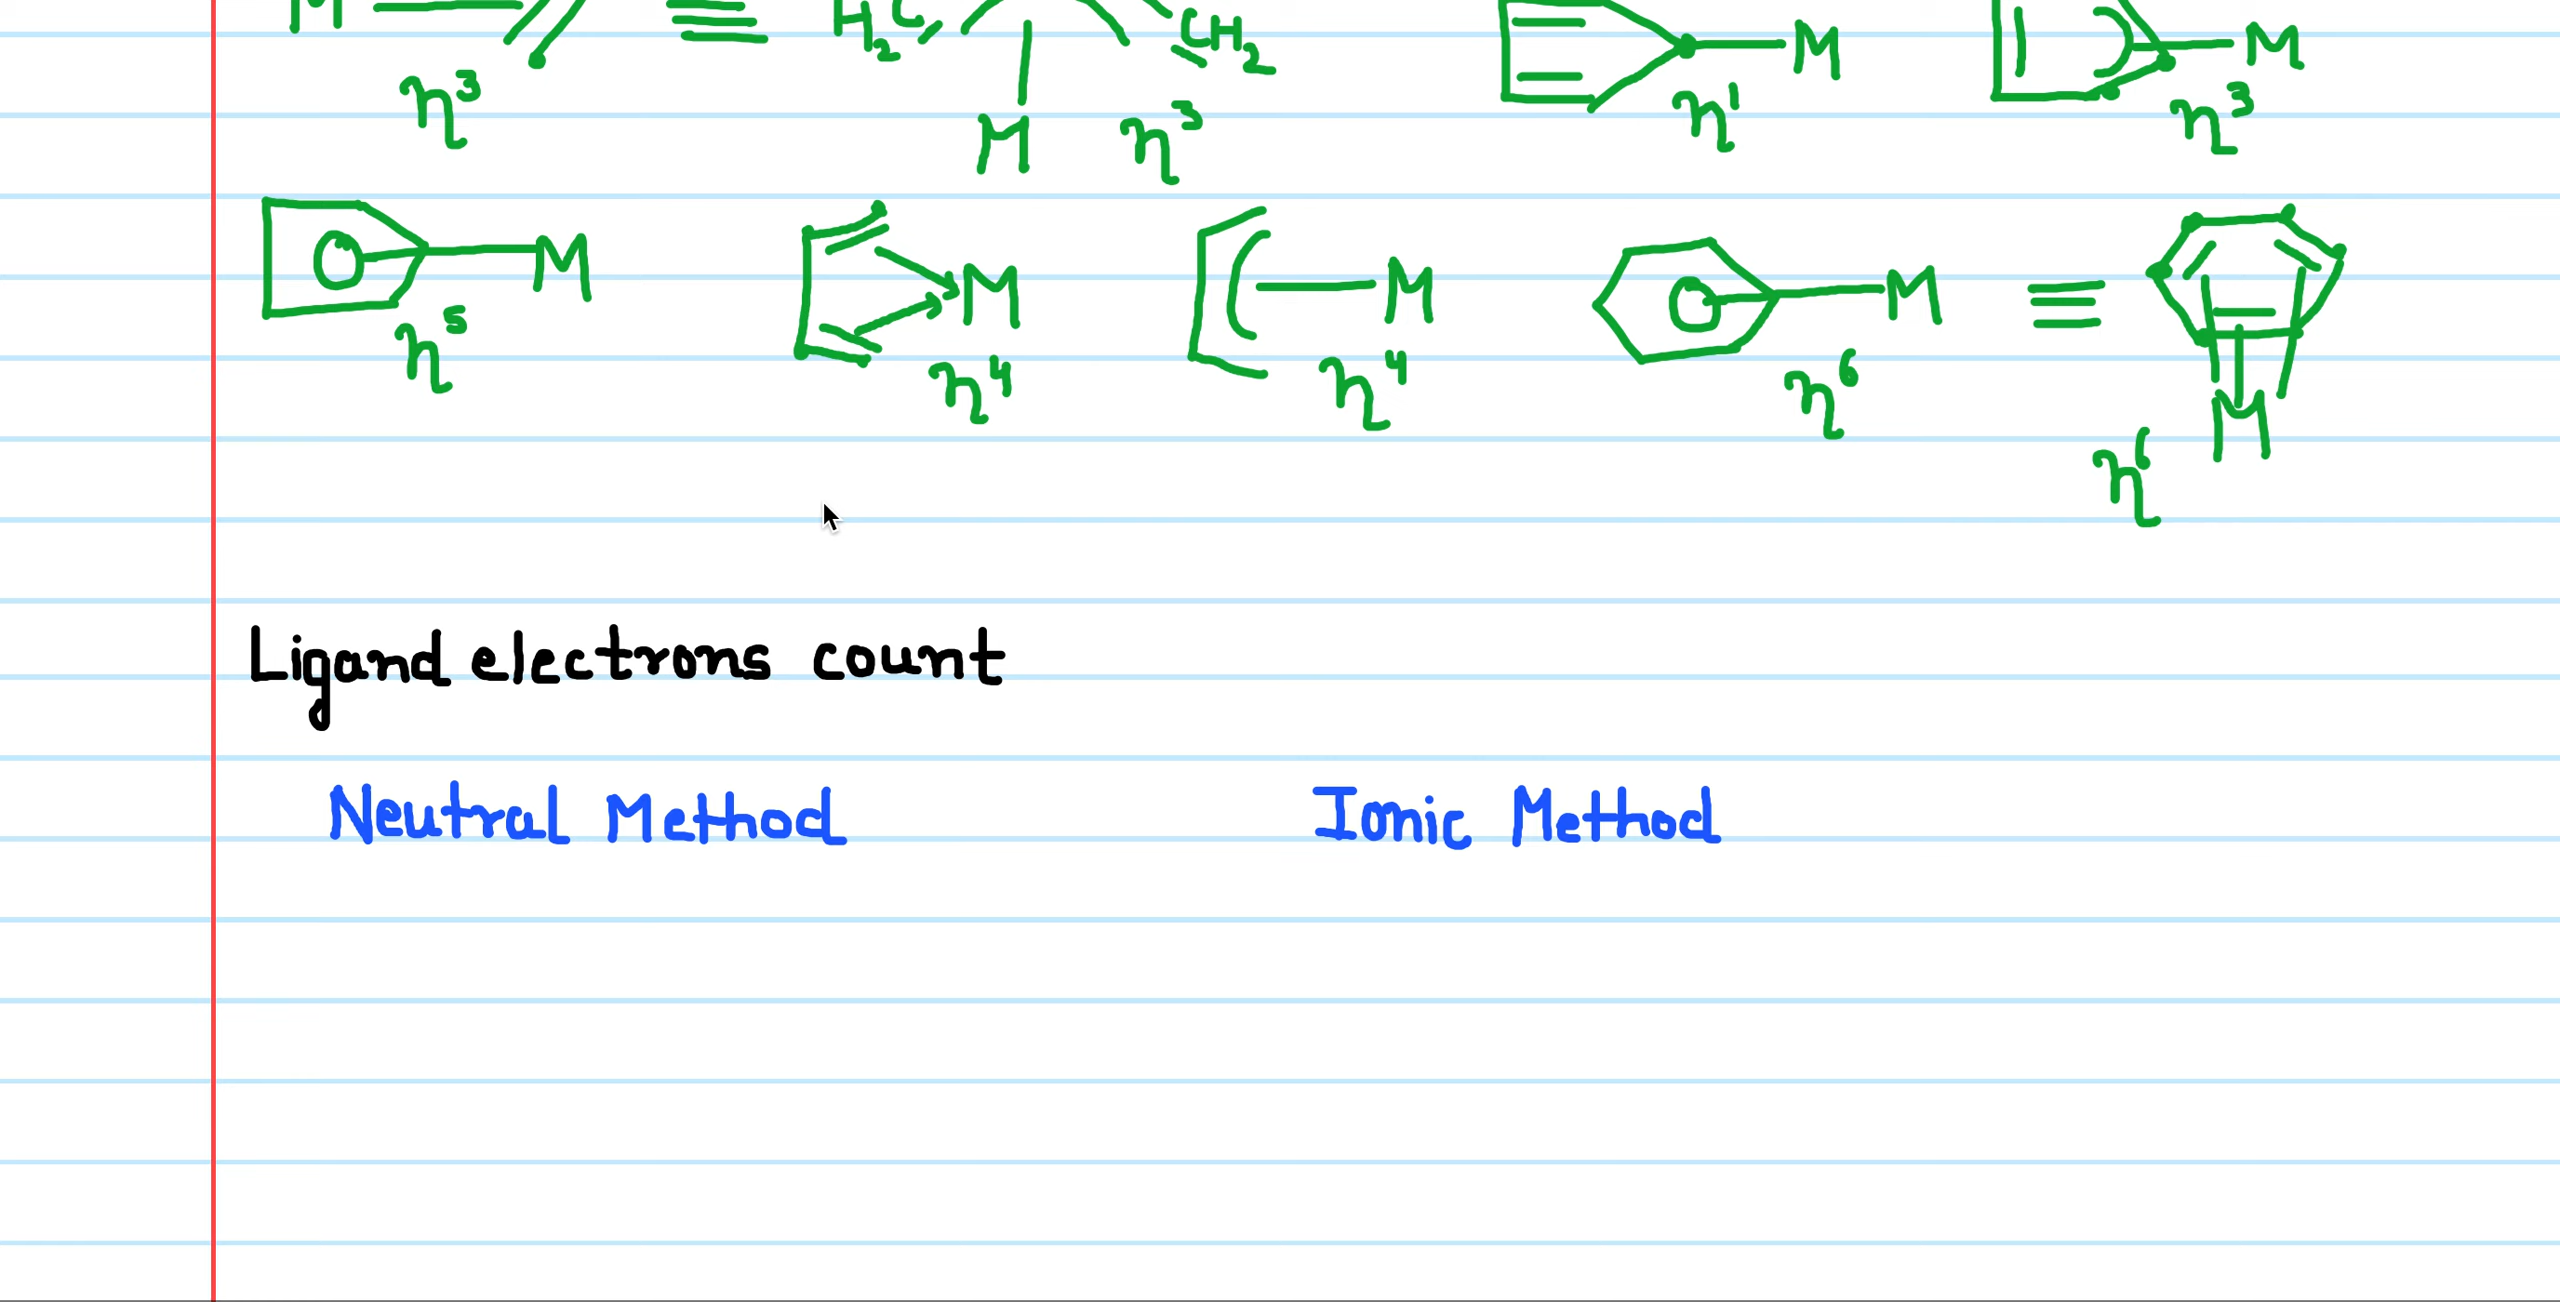 M ≡ H₂C, CH₂ M M
η³ M η³ η¹ η³
M M M M ≡
η⁵ η⁴ η⁴ η⁶ M
η⁶
Ligand electrons count
Neutral Method Ionic Method